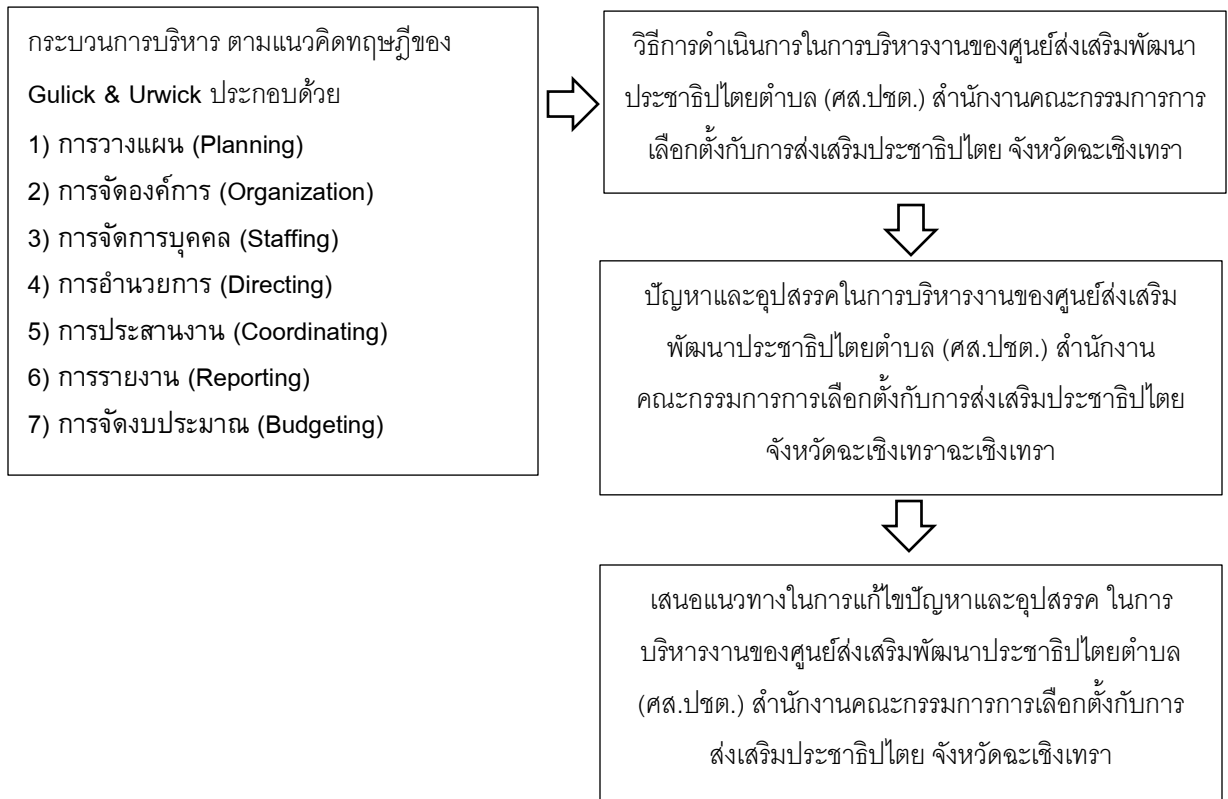 กระบวนการบริหาร ตามแนวคิดทฤษฎีของ
Gulick & Urwick ประกอบด้วย
1) การวางแผน (Planning)
2) การจัดองค์การ (Organization)
3) การจัดการบุคคล (Staffing)
4) การอำนวยการ (Directing)
5) การประสานงาน (Coordinating)
6) การรายงาน (Reporting)
7) การจัดงบประมาณ (Budgeting)
วิธีการดำเนินการในการบริหารงานของศูนย์ส่งเสริมพัฒนา
ประชาธิปไตยตำบล (ศส.ปชต.) สำนักงานคณะกรรมการการ
เลือกตั้งกับการส่งเสริมประชาธิปไตย จังหวัดฉะเชิงเทรา
ปัญหาและอุปสรรคในการบริหารงานของศูนย์ส่งเสริม
พัฒนาประชาธิปไตยตำบล (ศส.ปชต.) สำนักงาน
คณะกรรมการการเลือกตั้งกับการส่งเสริมประชาธิปไตย
จังหวัดฉะเชิงเทราฉะเชิงเทรา
เสนอแนวทางในการแก้ไขปัญหาและอุปสรรค ในการ
บริหารงานของศูนย์ส่งเสริมพัฒนาประชาธิปไตยตำบล
(ศส.ปชต.) สำนักงานคณะกรรมการการเลือกตั้งกับการ
ส่งเสริมประชาธิปไตย จังหวัดฉะเชิงเทรา